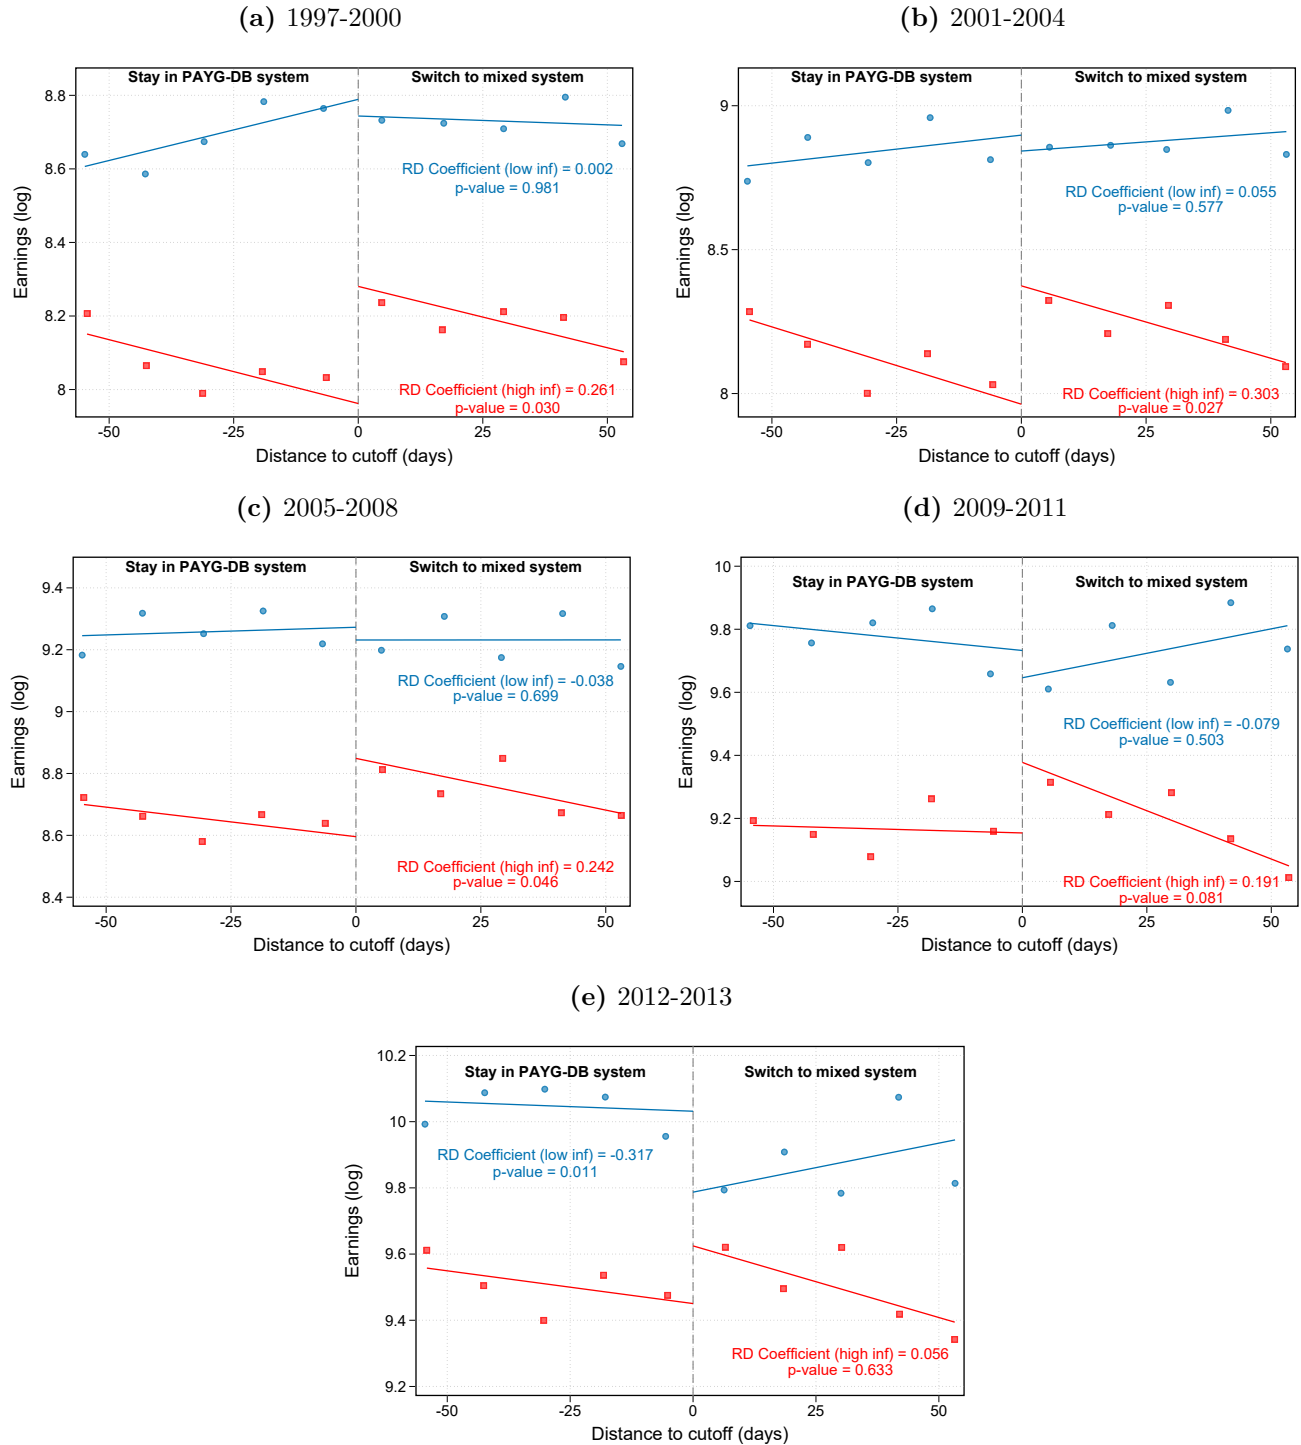 (a) 1997-2000
Stay in PAYG-DB system
Switch to mixed system
8.8
8.6
8.4
8.2
8
Earnings (log)
RD Coefficient (low inf) = 0.002
p-value = 0.981
RD Coefficient (high inf) = 0.261
p-value = 0.030
-50 -25 0 25 50
Distance to cutoff (days)
(b) 2001-2004
Stay in PAYG-DB system
Switch to mixed system
9
8.5
8
Earnings (log)
RD Coefficient (low inf) = 0.055
p-value = 0.577
RD Coefficient (high inf) = 0.303
p-value = 0.027
-50 -25 0 25 50
Distance to cutoff (days)
(c) 2005-2008
Stay in PAYG-DB system
Switch to mixed system
9.4
9.2
9
8.8
8.6
8.4
Earnings (log)
RD Coefficient (low inf) = -0.038
p-value = 0.699
RD Coefficient (high inf) = 0.242
p-value = 0.046
-50 -25 0 25 50
Distance to cutoff (days)
(d) 2009-2011
Stay in PAYG-DB system
Switch to mixed system
10
9.8
9.6
9.4
9.2
9
Earnings (log)
RD Coefficient (low inf) = -0.079
p-value = 0.503
RD Coefficient (high inf) = 0.191
p-value = 0.081
-50 -25 0 25 50
Distance to cutoff (days)
(e) 2012-2013
Stay in PAYG-DB system
Switch to mixed system
10.2
10
9.8
9.6
9.4
9.2
Earnings (log)
RD Coefficient (low inf) = -0.317
p-value = 0.011
RD Coefficient (high inf) = 0.056
p-value = 0.633
-50 -25 0 25 50
Distance to cutoff (days)